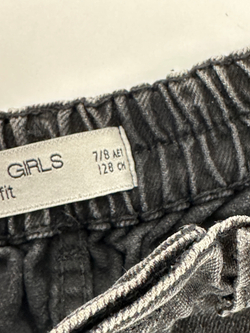 GIRLS 7/8 AET
fit 128 CM